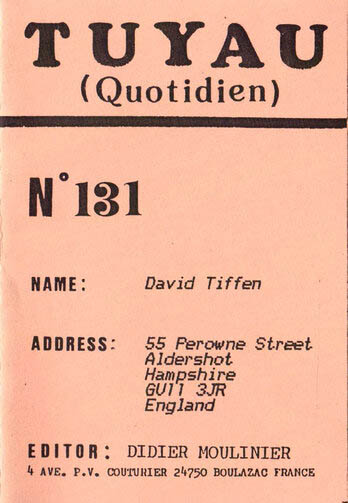 TUYAU
(Quotidien)
N° 131
NAME: David Tiffen
ADDRESS: 55 Perowne Street
Aldershot
Hampshire
GU11 3JR
England
EDITOR: DIDIER MOULINIER
4 AVE. P.V. COUTURIER 24750 BOULAZAC FRANCE